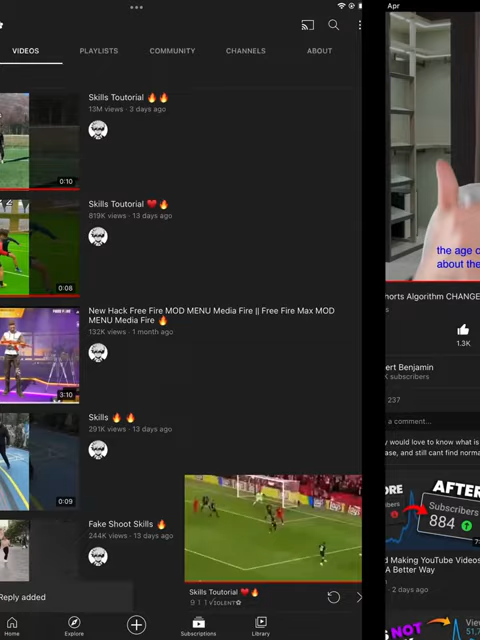 VIDEOS PLAYLISTS COMMUNITY CHANNELS ABOUT
Skills Toutorial 🔥🔥
13M views · 3 days ago
0:10
Skills Toutorial ❤️🔥
819K views · 13 days ago
0:08
New Hack Free Fire MOD MENU Media Fire || Free Fire Max MOD
MENU Media Fire 🔥
132K views · 1 month ago
3:10
Skills 🔥 🔥
291K views · 13 days ago
0:09
Fake Shoot Skills 🔥
244K views · 13 days ago
Reply added
Skills Toutorial ❤️🔥
Home Explore Subscriptions Library
Apr
the age
about the
horts Algorithm CHANGE
1.3K
ert Benjamin
K subscribers
237
a comment...
y would love to know what is
ase, and still cant find norma
ORE AFTER
Subscribers
884
d Making YouTube Videos
A Better Way
2 days ago
NOT